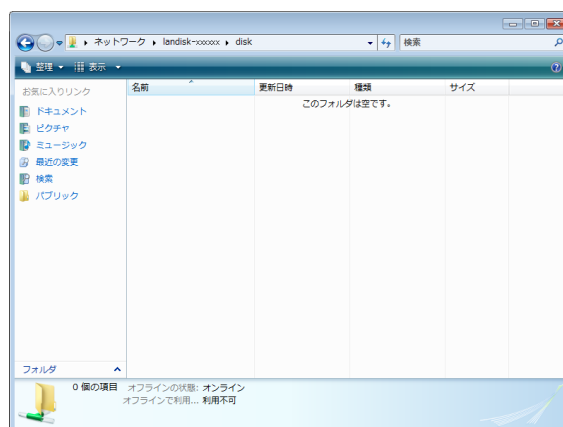 ネットワーク ▸ landisk-xxxxxx ▸ disk
検索
整理 表示
お気に入りリンク
ドキュメント
ピクチャ
ミュージック
最近の変更
検索
パブリック
フォルダ
名前 更新日時 種類 サイズ
このフォルダは空です。
0 個の項目 オフラインの状態: オンライン
オフラインで利用... 利用不可